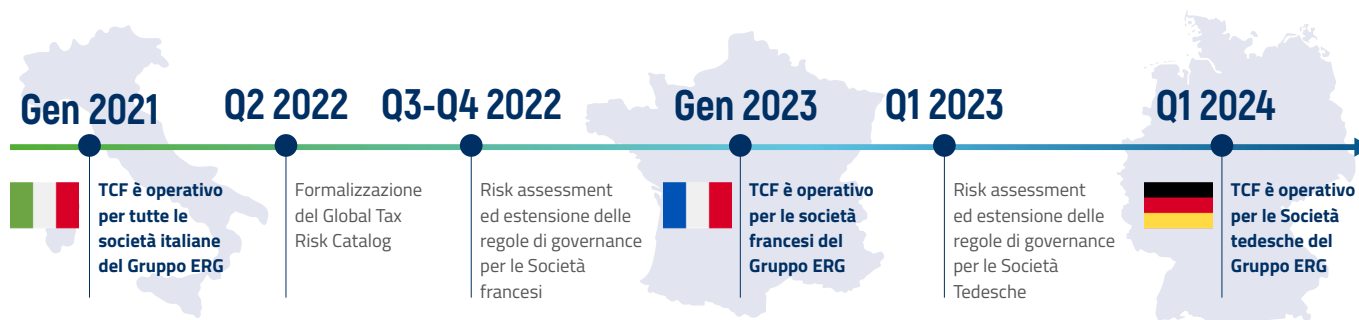 Gen 2021
TCF è operativo
per tutte le
società italiane
del Gruppo ERG
Q2 2022
Formalizzazione
del Global Tax
Risk Catalog
Q3-Q4 2022
Risk assessment
ed estensione delle
regole di governance
per le Società
francesi
Gen 2023
TCF è operativo
per le società
francesi del
Gruppo ERG
Q1 2023
Risk assessment
ed estensione delle
regole di governance
per le Società
Tedesche
Q1 2024
TCF è operativo
per le Società
tedesche del
Gruppo ERG